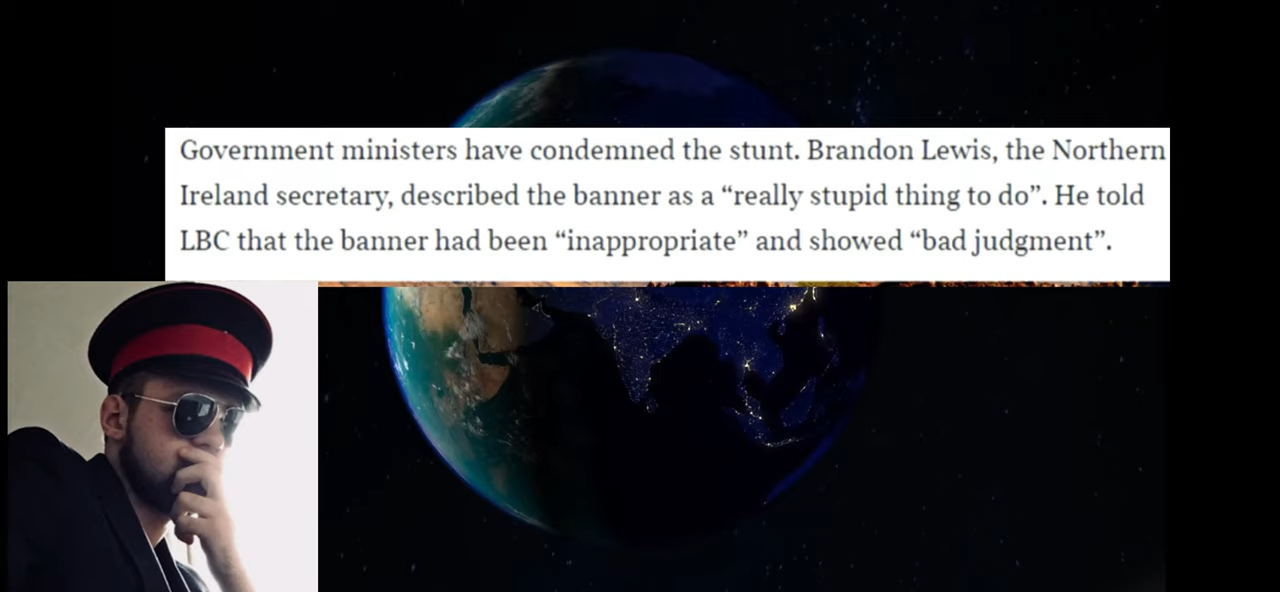 Government ministers have condemned the stunt. Brandon Lewis, the Northern
Ireland secretary, described the banner as a “really stupid thing to do”. He told
LBC that the banner had been “inappropriate” and showed “bad judgment”.